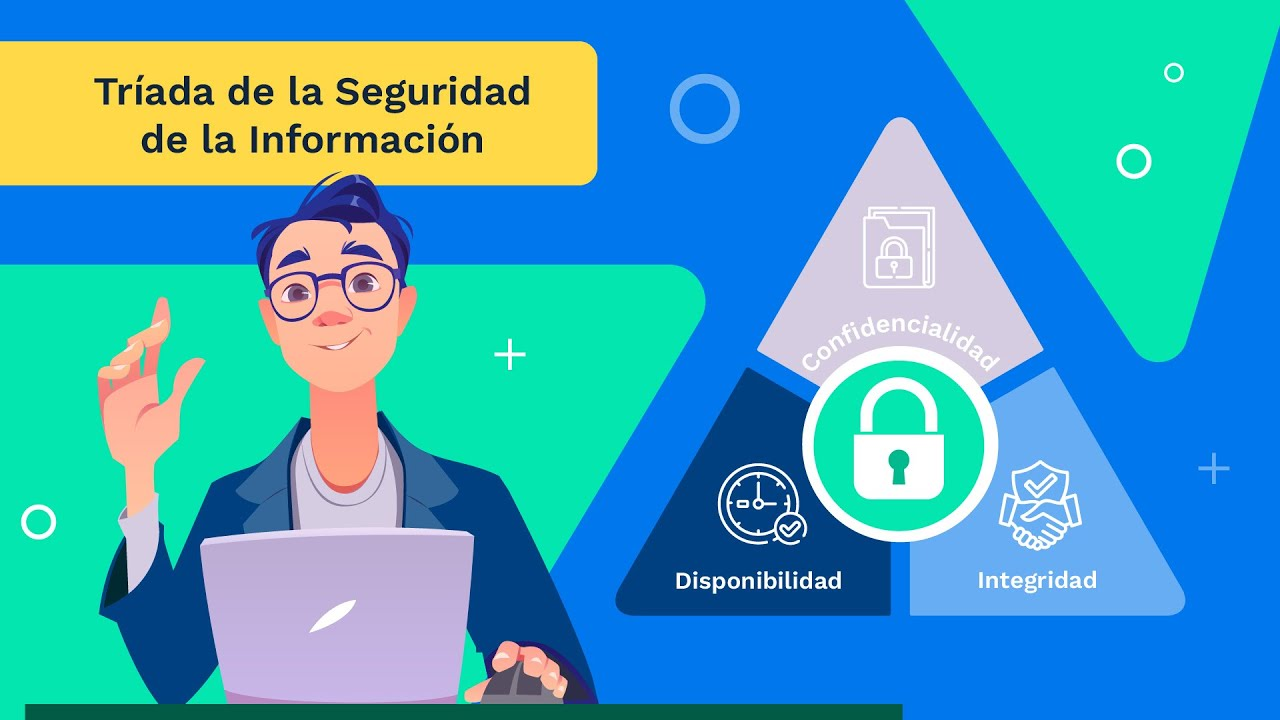 Tríada de la Seguridad
de la Información
Confidencialidad
Disponibilidad
Integridad